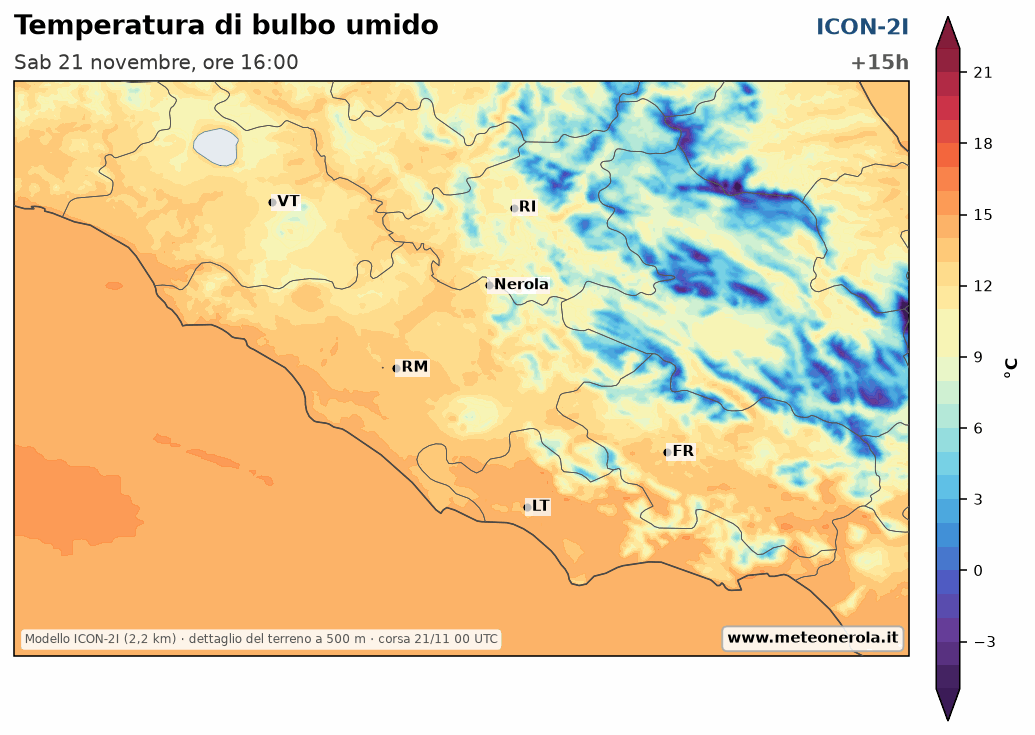 Temperatura di bulbo umido
ICON-2I
Sab 21 novembre, ore 16:00
+15h
VT
RI
Nerola
RM
FR
LT
Modello ICON-2I (2,2 km) · dettaglio del terreno a 500 m · corsa 21/11 00 UTC
www.meteonerola.it
21
18
15
12
9
6
3
0
−3
°C